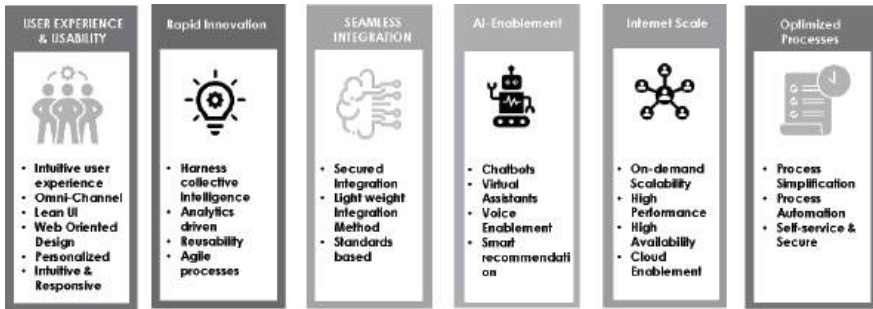 USER EXPERIENCE
& USABILITY
• Intuitive user
experience
• Omni-Channel
• Lean UI
• Web Oriented
Design
• Personalized
• Intuitive &
Responsive
Rapid Innovation
• Harness
collective
Intelligence
• Analytics
driven
• Reusability
• Agile
processes
SEAMLESS
INTEGRATION
• Secured
Integration
• Light weight
Integration
Method
• Standards
based
AI-Enablement
• Chatbots
• Virtual
Assistants
• Voice
Enablement
• Smart
recommendati
on
Internet Scale
• On-demand
Scalability
• High
Performance
• High
Availability
• Cloud
Enablement
Optimized
Processes
• Process
Simplification
• Process
Automation
• Self-service &
Secure